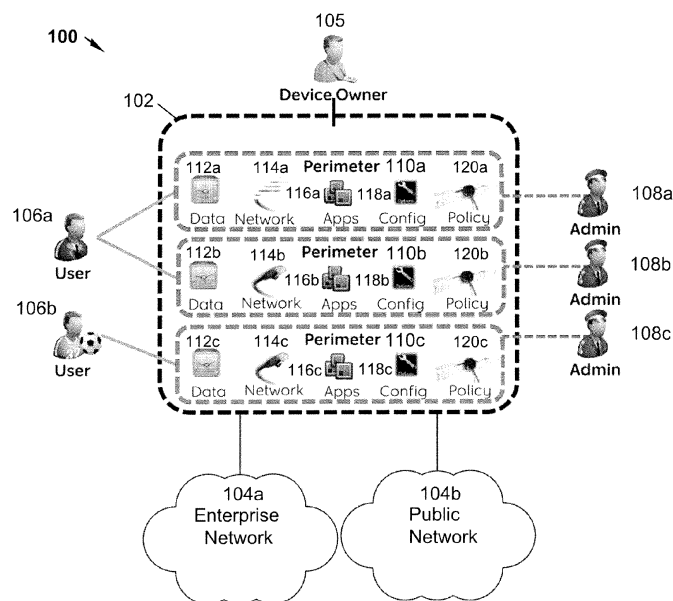 105
100
Device Owner
102
112a 114a Perimeter 110a 120a
116a 118a
Data Network Apps Config Policy
106a
User
108a
Admin
112b 114b Perimeter 110b 120b
116b 118b
Data Network Apps Config Policy
108b
Admin
106b
User
112c 114c Perimeter 110c 120c
116c 118c
Data Network Apps Config Policy
108c
Admin
104a
Enterprise
Network
104b
Public
Network